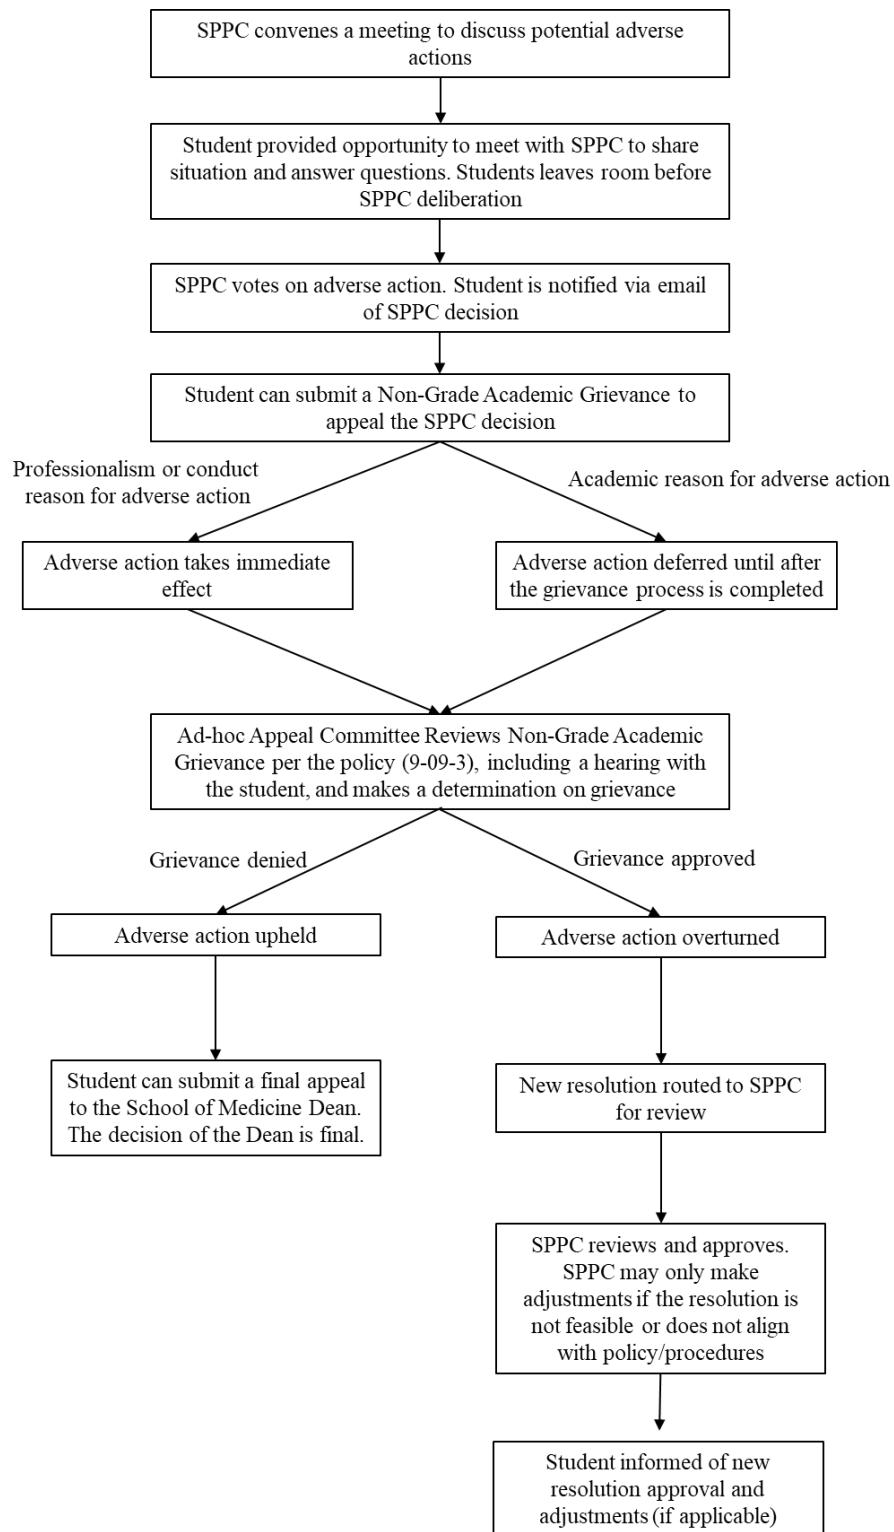 SPPC convenes a meeting to discuss potential adverse
actions
Student provided opportunity to meet with SPPC to share
situation and answer questions. Students leaves room before
SPPC deliberation
SPPC votes on adverse action. Student is notified via email
of SPPC decision
Student can submit a Non-Grade Academic Grievance to
appeal the SPPC decision
Professionalism or conduct
reason for adverse action
Academic reason for adverse action
Adverse action takes immediate
effect
Adverse action deferred until after
the grievance process is completed
Ad-hoc Appeal Committee Reviews Non-Grade Academic
Grievance per the policy (9-09-3), including a hearing with
the student, and makes a determination on grievance
Grievance denied
Grievance approved
Adverse action upheld
Adverse action overturned
Student can submit a final appeal
to the School of Medicine Dean.
The decision of the Dean is final.
New resolution routed to SPPC
for review
SPPC reviews and approves.
SPPC may only make
adjustments if the resolution is
not feasible or does not align
with policy/procedures
Student informed of new
resolution approval and
adjustments (if applicable)